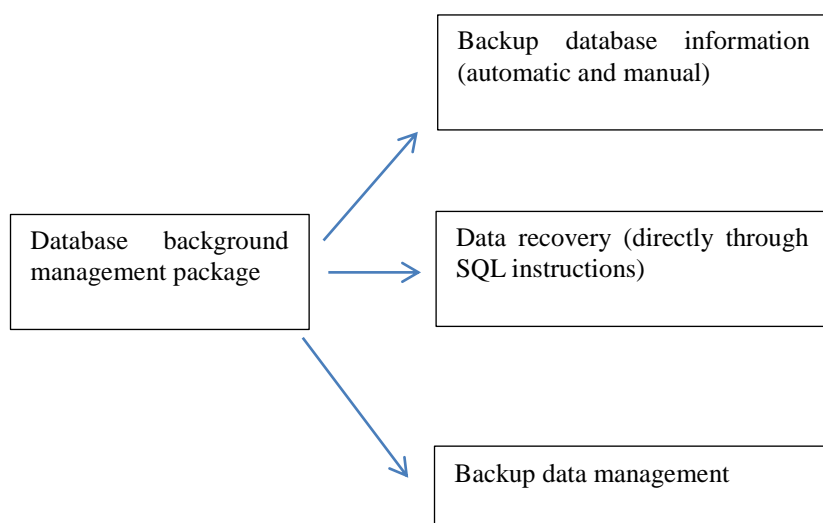 Backup database information
(automatic and manual)
Database background
management package
Data recovery (directly through
SQL instructions)
Backup data management